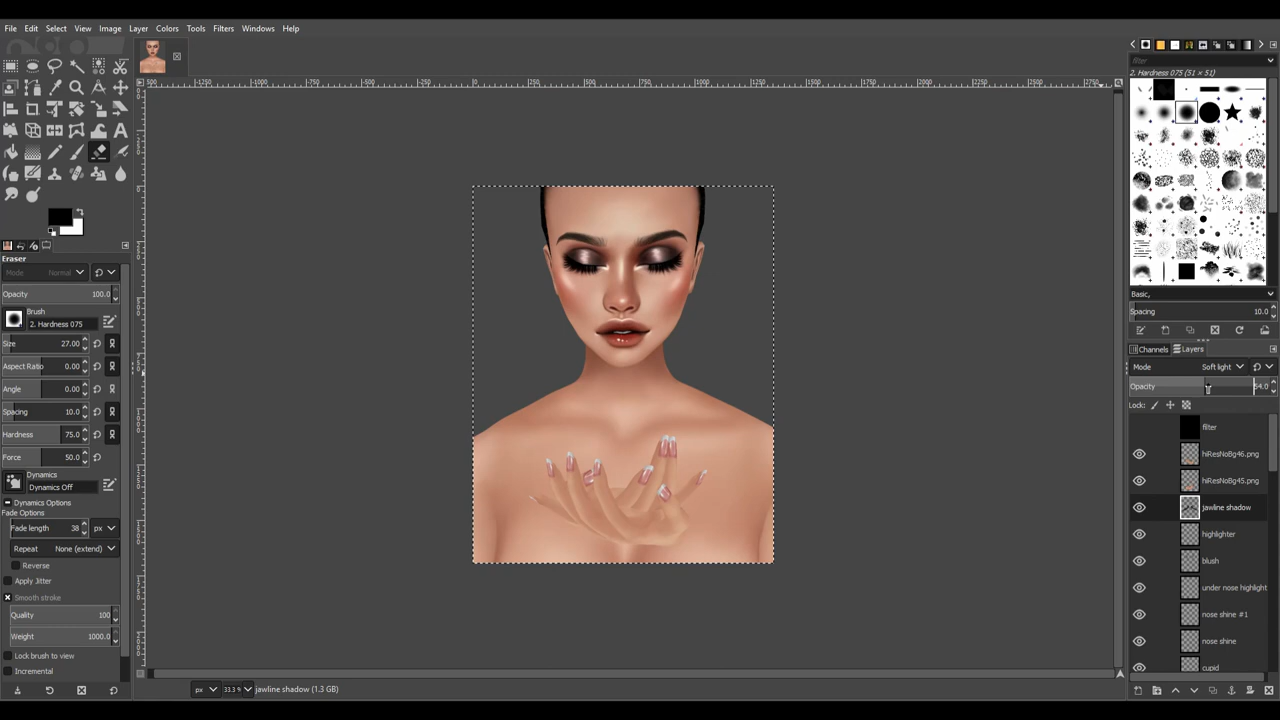 File Edit Select View Image Layer Colors Tools Filters Windows Help
filter
2. Hardness 075 (51 × 51)
Eraser
Mode Normal
Opacity 100.0
Brush
2. Hardness 075
Size 27.00
Aspect Ratio 0.00
Angle 0.00
Spacing 10.0
Hardness 75.0
Force 50.0
Dynamics
Dynamics Off
Dynamics Options
Fade Options
Fade length 38 px
Repeat None (extend)
Reverse
Apply Jitter
Smooth stroke
Quality 100
Weight 1000.0
Lock brush to view
Incremental
px 33.3 % jawline shadow (1.3 GB)
Basic,
Spacing 10.0
Channels Layers
Mode Soft light
Opacity 54.0
Lock:
filter
hiResNoBg46.png
hiResNoBg45.png
jawline shadow
highlighter
blush
under nose highlight
nose shine #1
nose shine
cupid